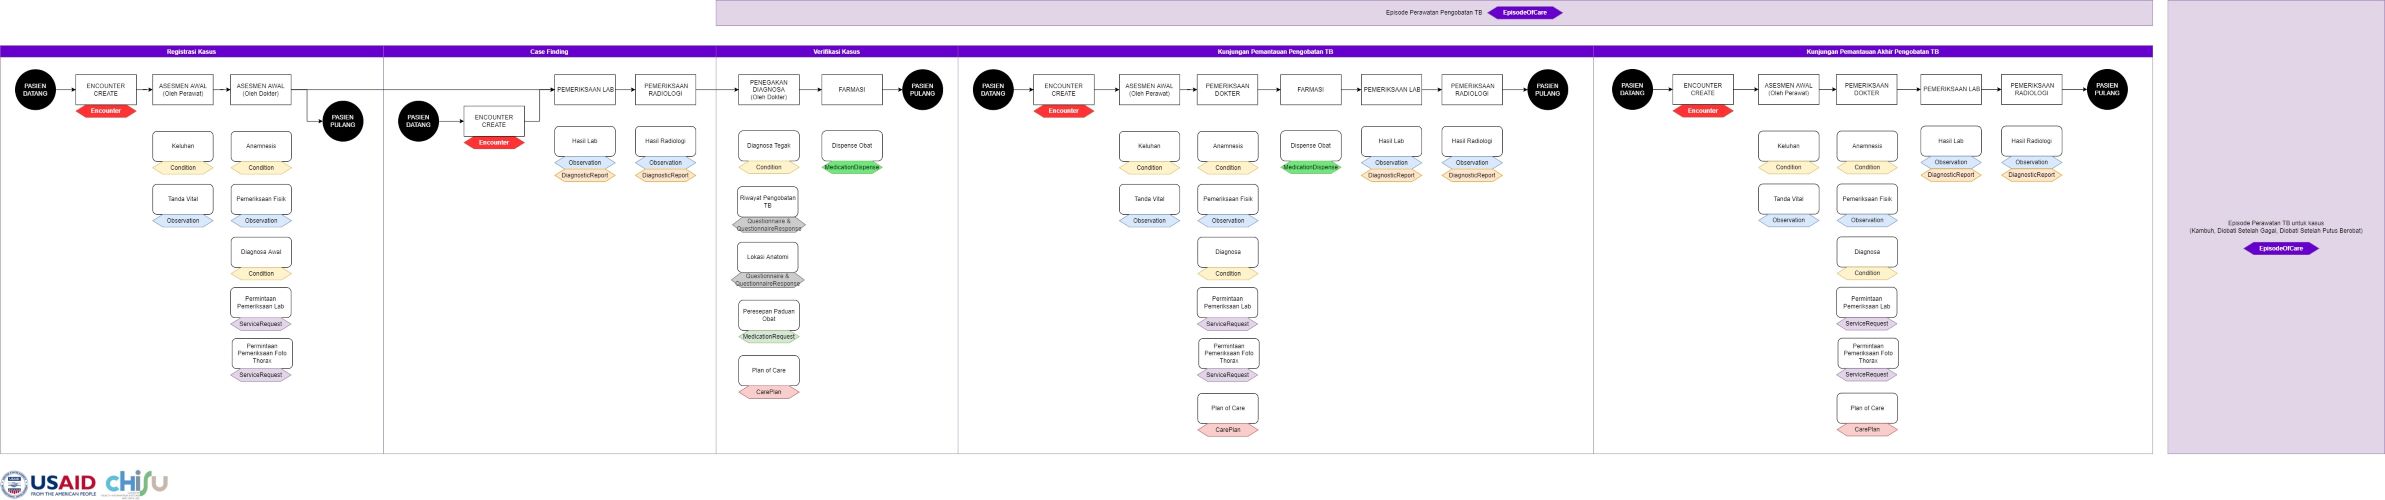 Episode Perawatan Pengobatan TB
EpisodeOfCare
Registrasi Kasus
PASIEN
DATANG
ENCOUNTER
CREATE
Encounter
ASESMEN AWAL
(Oleh Perawat)
ASESMEN AWAL
(Oleh Dokter)
PASIEN
PULANG
Keluhan
Condition
Anamnesis
Condition
Tanda Vital
Observation
Pemeriksaan Fisik
Observation
Diagnosa Awal
Condition
Permintaan
Pemeriksaan Lab
ServiceRequest
Permintaan
Pemeriksaan Foto
Thorax
ServiceRequest
Case Finding
PASIEN
DATANG
ENCOUNTER
CREATE
Encounter
PEMERIKSAAN LAB
PEMERIKSAAN
RADIOLOGI
Hasil Lab
Observation
DiagnosticReport
Hasil Radiologi
Observation
DiagnosticReport
Verifikasi Kasus
PENEGAKAN
DIAGNOSA
(Oleh Dokter)
FARMASI
PASIEN
PULANG
Diagnosa Tegak
Condition
Dispense Obat
MedicationDispense
Riwayat Pengobatan
TB
Questionnaire &
QuestionnaireResponse
Lokasi Anatomi
Questionnaire &
QuestionnaireResponse
Peresepan Paduan
Obat
MedicationRequest
Plan of Care
CarePlan
Kunjungan Pemantauan Pengobatan TB
PASIEN
DATANG
ENCOUNTER
CREATE
Encounter
ASESMEN AWAL
(Oleh Perawat)
PEMERIKSAAN
DOKTER
FARMASI
PEMERIKSAAN LAB
PEMERIKSAAN
RADIOLOGI
PASIEN
PULANG
Keluhan
Condition
Anamnesis
Condition
Dispense Obat
MedicationDispense
Hasil Lab
Observation
DiagnosticReport
Hasil Radiologi
Observation
DiagnosticReport
Tanda Vital
Observation
Pemeriksaan Fisik
Observation
Diagnosa
Condition
Permintaan
Pemeriksaan Lab
ServiceRequest
Permintaan
Pemeriksaan Foto
Thorax
ServiceRequest
Plan of Care
CarePlan
Kunjungan Pemantauan Akhir Pengobatan TB
PASIEN
DATANG
ENCOUNTER
CREATE
Encounter
ASESMEN AWAL
(Oleh Perawat)
PEMERIKSAAN
DOKTER
PEMERIKSAAN LAB
PEMERIKSAAN
RADIOLOGI
PASIEN
PULANG
Keluhan
Condition
Anamnesis
Condition
Hasil Lab
Observation
DiagnosticReport
Hasil Radiologi
Observation
DiagnosticReport
Tanda Vital
Observation
Pemeriksaan Fisik
Observation
Diagnosa
Condition
Permintaan
Pemeriksaan Lab
ServiceRequest
Permintaan
Pemeriksaan Foto
Thorax
ServiceRequest
Plan of Care
CarePlan
Episode Perawatan TB untuk kasus
(Kambuh, Diobati Setelah Gagal, Diobati Setelah Putus Berobat)
EpisodeOfCare
USAID
FROM THE AMERICAN PEOPLE
CHISU